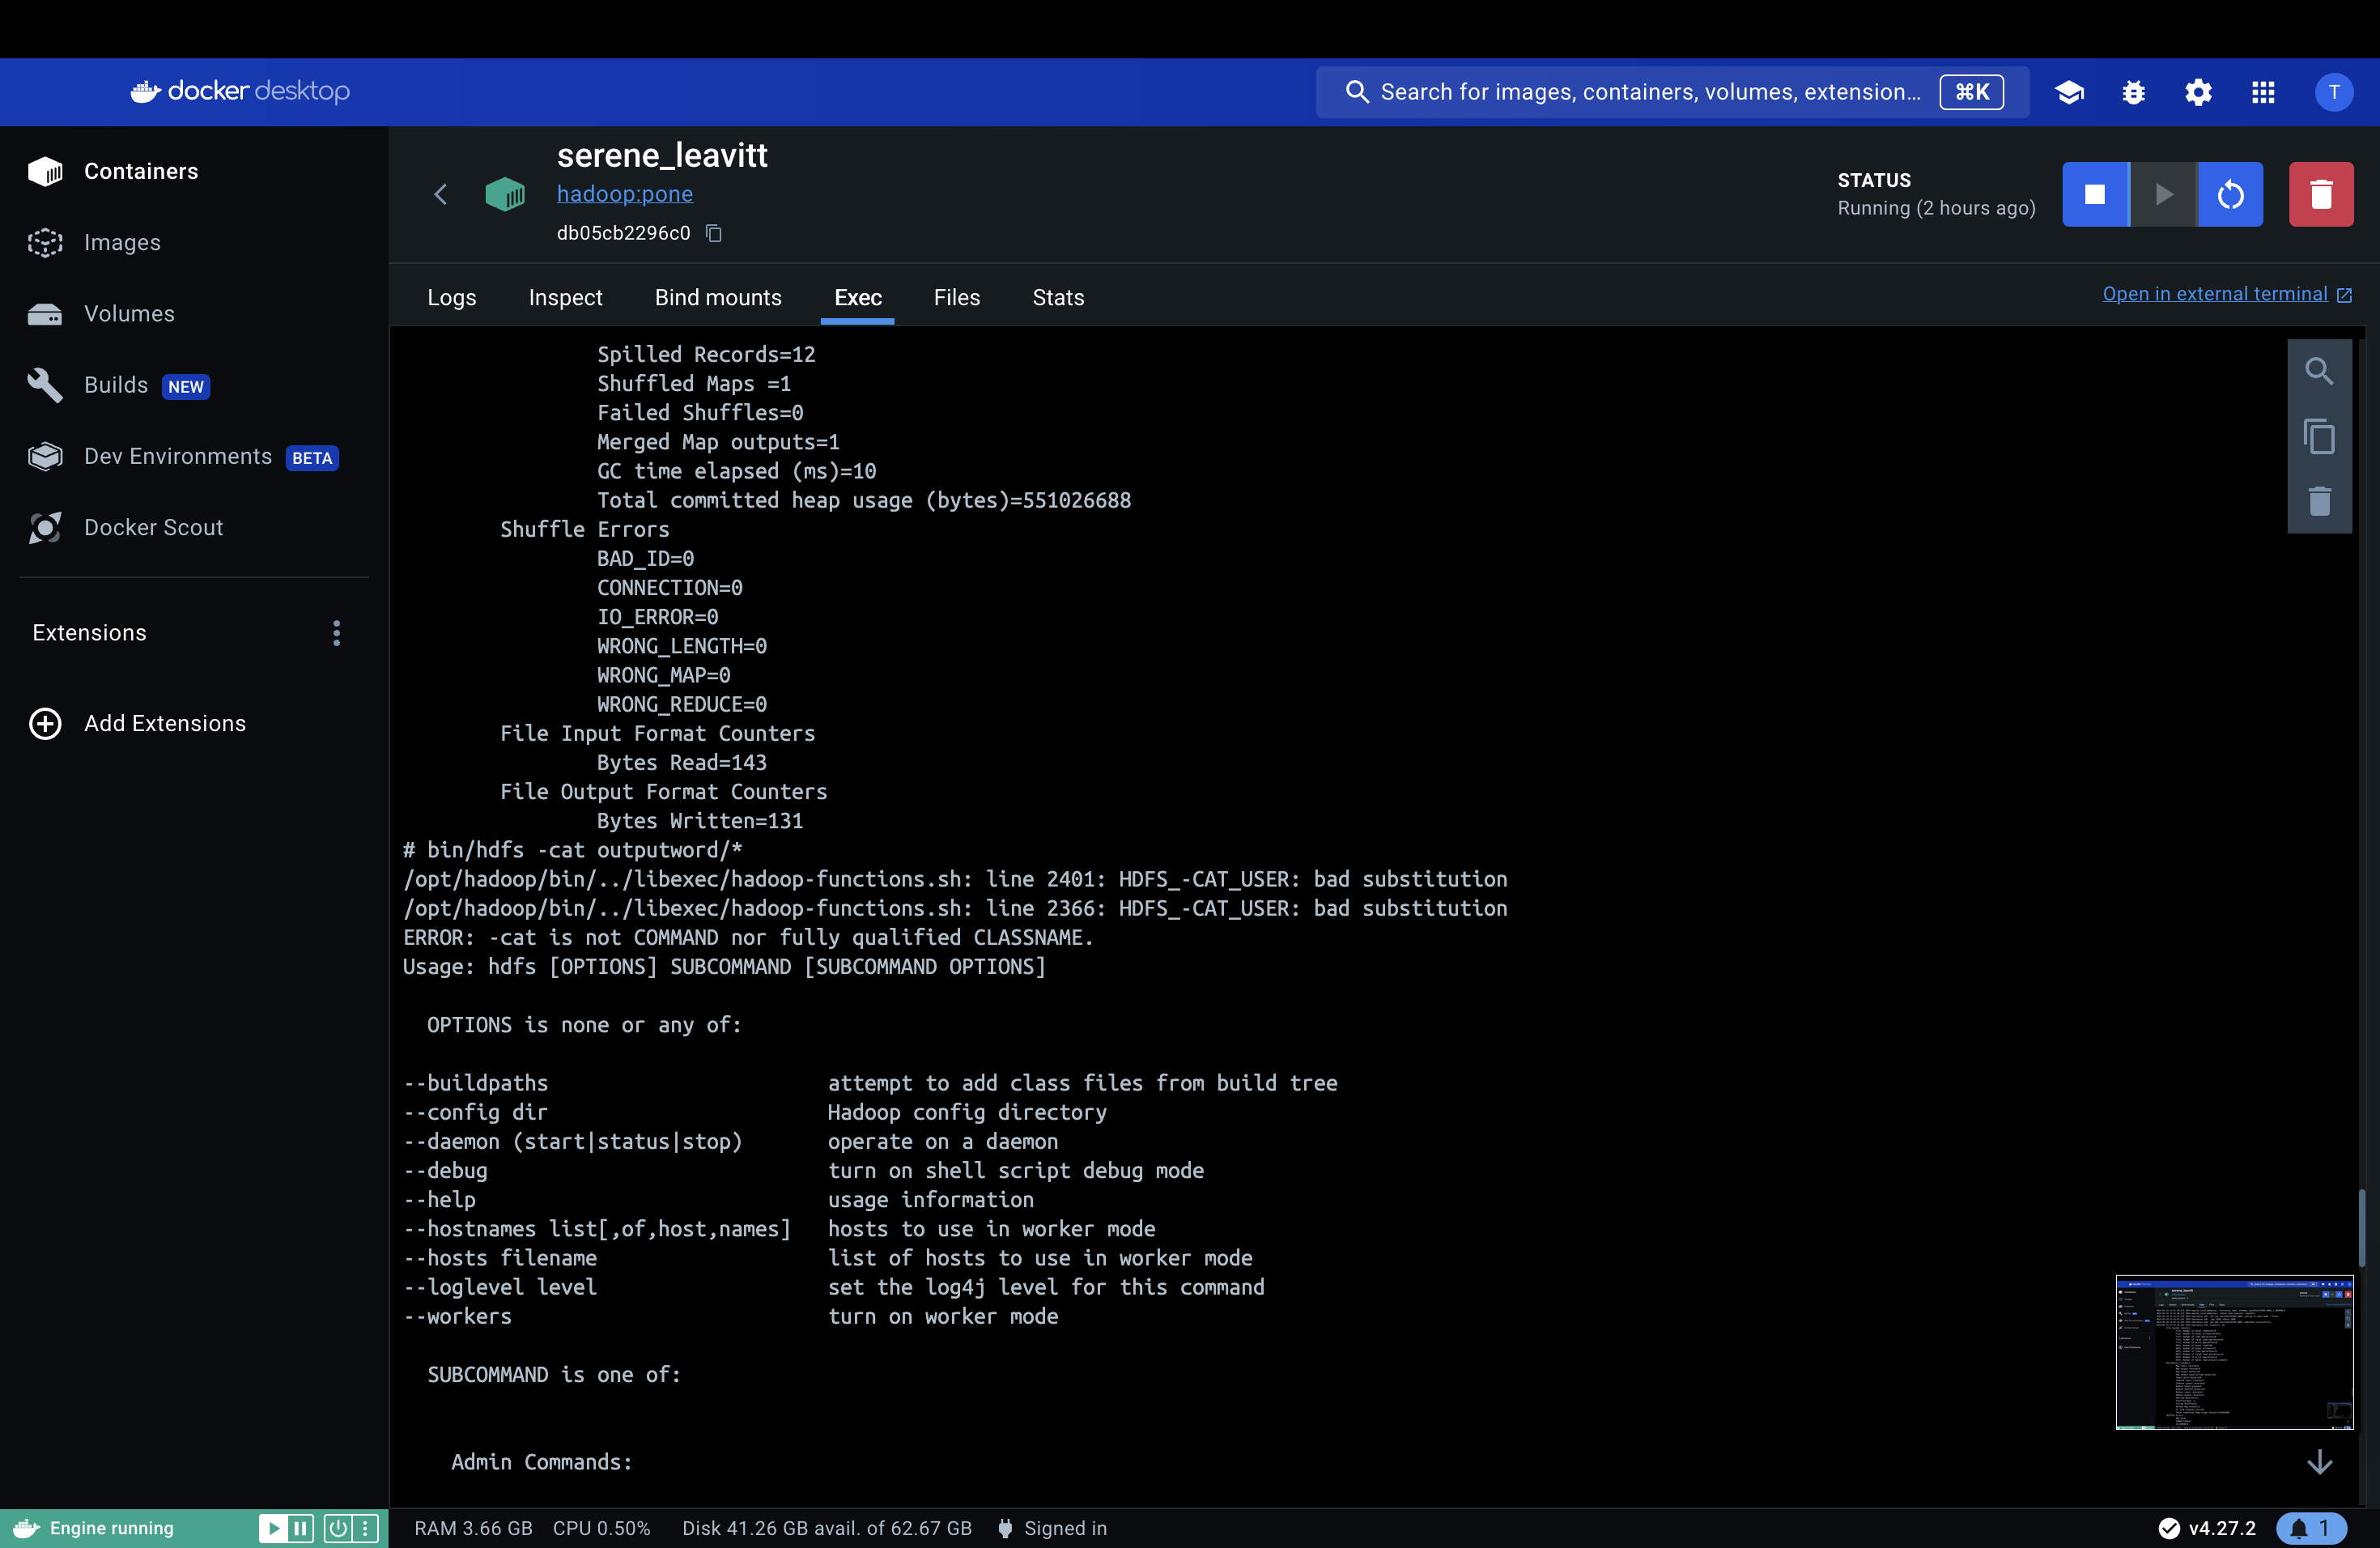 docker desktop
Search for images, containers, volumes, extension...
⌘K
T
Containers
Images
Volumes
Builds NEW
Dev Environments BETA
Docker Scout
Extensions
Add Extensions
serene_leavitt
hadoop:pone
db05cb2296c0
STATUS
Running (2 hours ago)
Logs Inspect Bind mounts Exec Files Stats
Open in external terminal
Spilled Records=12
Shuffled Maps =1
Failed Shuffles=0
Merged Map outputs=1
GC time elapsed (ms)=10
Total committed heap usage (bytes)=551026688
Shuffle Errors
BAD_ID=0
CONNECTION=0
IO_ERROR=0
WRONG_LENGTH=0
WRONG_MAP=0
WRONG_REDUCE=0
File Input Format Counters
Bytes Read=143
File Output Format Counters
Bytes Written=131
# bin/hdfs -cat outputword/*
/opt/hadoop/bin/../libexec/hadoop-functions.sh: line 2401: HDFS_-CAT_USER: bad substitution
/opt/hadoop/bin/../libexec/hadoop-functions.sh: line 2366: HDFS_-CAT_USER: bad substitution
ERROR: -cat is not COMMAND nor fully qualified CLASSNAME.
Usage: hdfs [OPTIONS] SUBCOMMAND [SUBCOMMAND OPTIONS]
OPTIONS is none or any of:
--buildpaths attempt to add class files from build tree
--config dir Hadoop config directory
--daemon (start|status|stop) operate on a daemon
--debug turn on shell script debug mode
--help usage information
--hostnames list[,of,host,names] hosts to use in worker mode
--hosts filename list of hosts to use in worker mode
--loglevel level set the log4j level for this command
--workers turn on worker mode
SUBCOMMAND is one of:
Admin Commands:
Engine running
RAM 3.66 GB CPU 0.50% Disk 41.26 GB avail. of 62.67 GB Signed in
v4.27.2
1